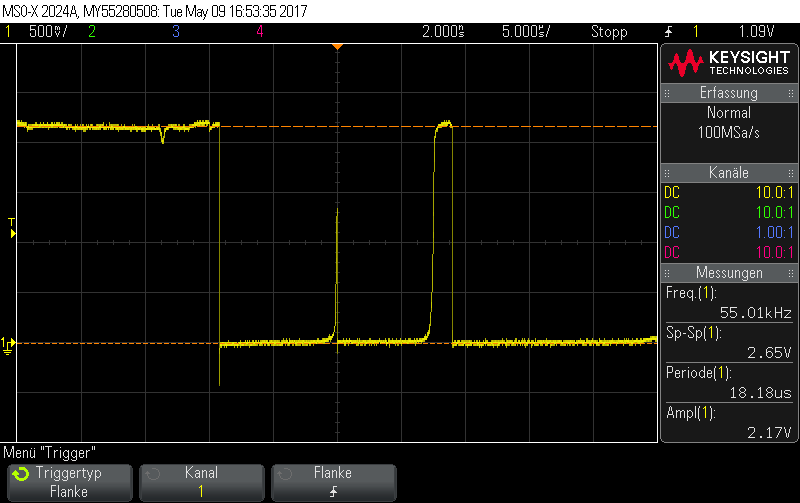 MSO-X 2024A, MY55280508: Tue May 09 16:53:35 2017
1 500㎷/ 2 3 4 2.000s 5.000s/ Stopp 1 1.09V
KEYSIGHT
TECHNOLOGIES
Erfassung
Normal
100MSa/s
Kanäle
DC 10.0:1
DC 10.0:1
DC 1.00:1
DC 10.0:1
Messungen
Freq.(1):
55.01kHz
Sp-Sp(1):
2.65V
Periode(1):
18.18us
Ampl(1):
2.17V
T
1
Menü "Trigger"
Triggertyp
Flanke
Kanal
1
Flanke